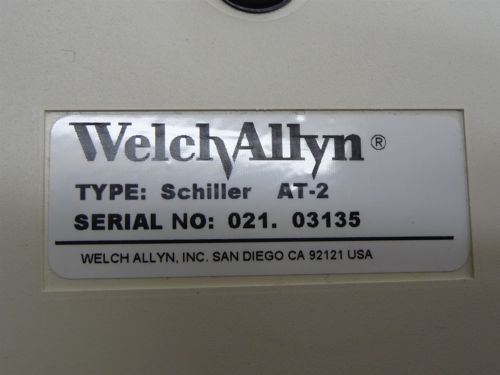 WelchAllyn®
TYPE: Schiller AT-2
SERIAL NO: 021. 03135
WELCH ALLYN, INC. SAN DIEGO CA 92121 USA